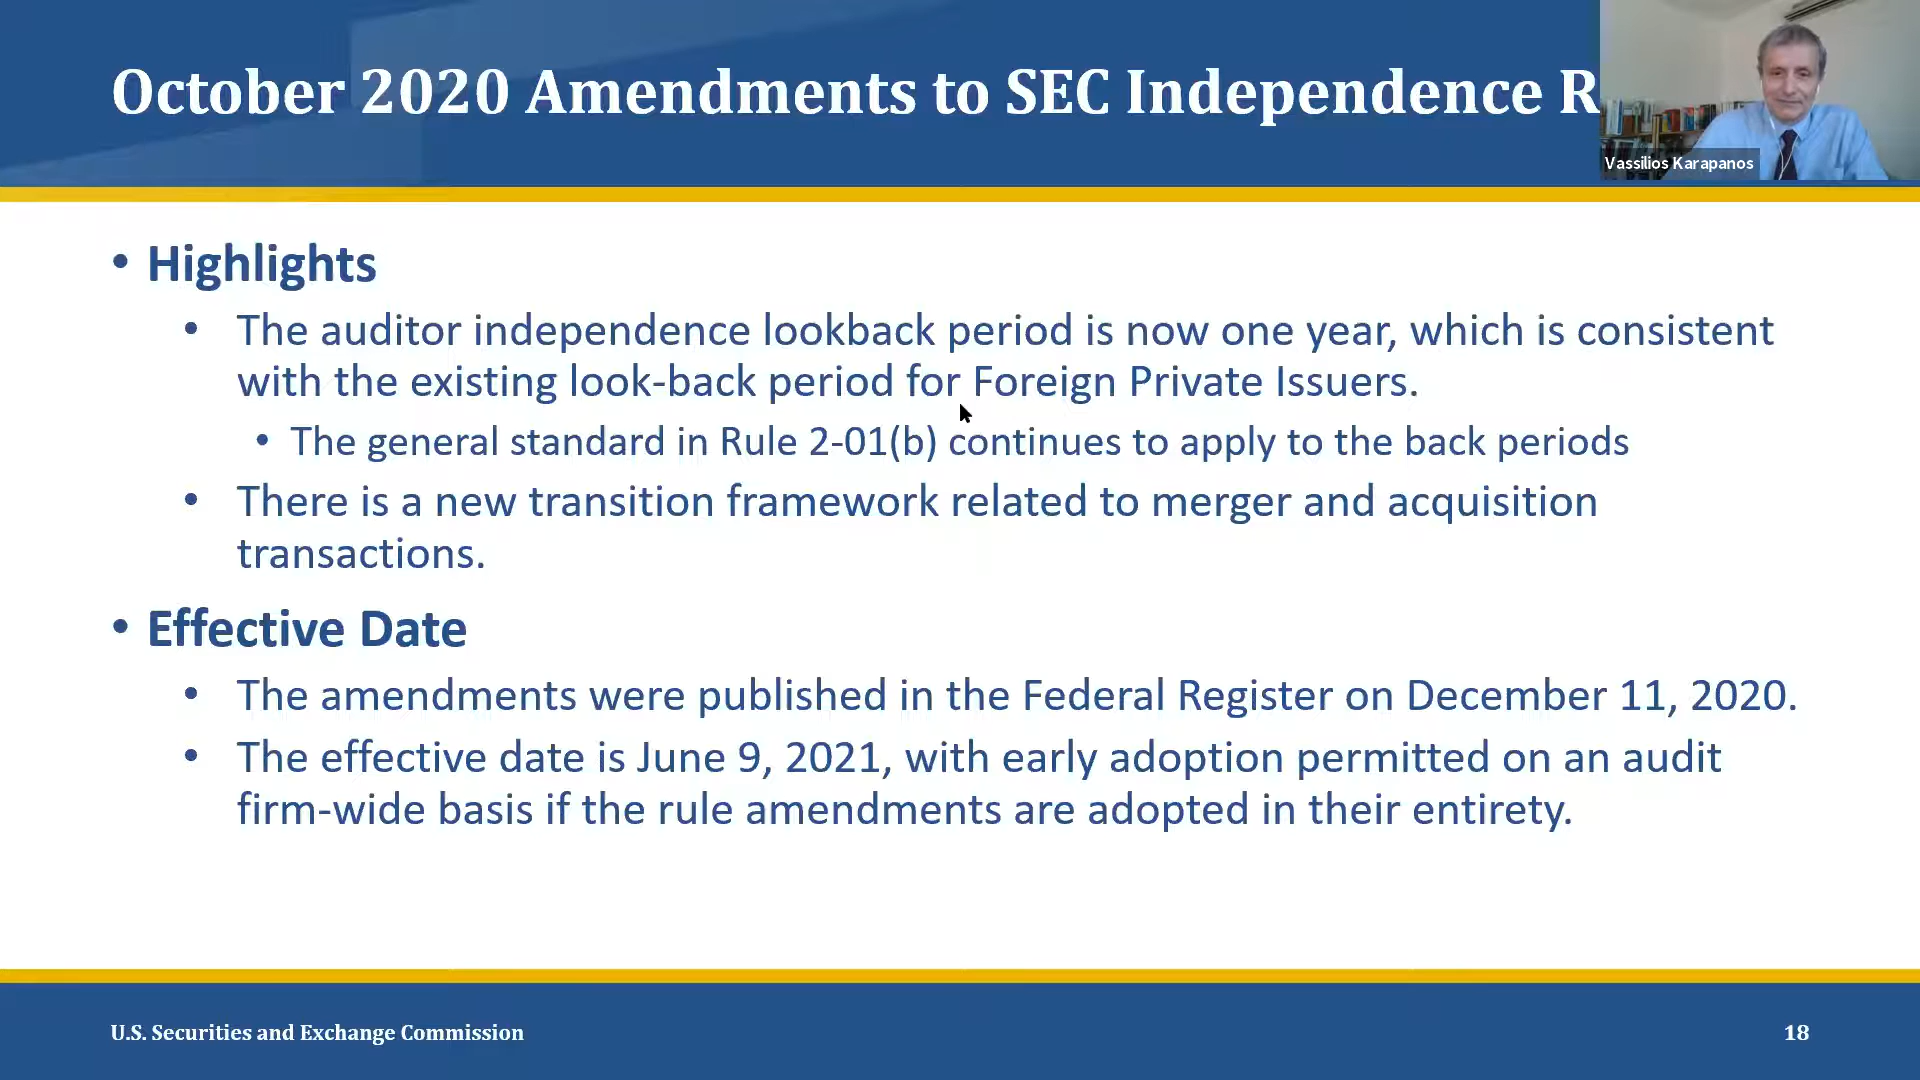 October 2020 Amendments to SEC Independence R
Vassilios Karapanos
• Highlights
• The auditor independence lookback period is now one year, which is consistent
with the existing look-back period for Foreign Private Issuers.
• The general standard in Rule 2-01(b) continues to apply to the back periods
• There is a new transition framework related to merger and acquisition
transactions.
• Effective Date
• The amendments were published in the Federal Register on December 11, 2020.
• The effective date is June 9, 2021, with early adoption permitted on an audit
firm-wide basis if the rule amendments are adopted in their entirety.
U.S. Securities and Exchange Commission
18